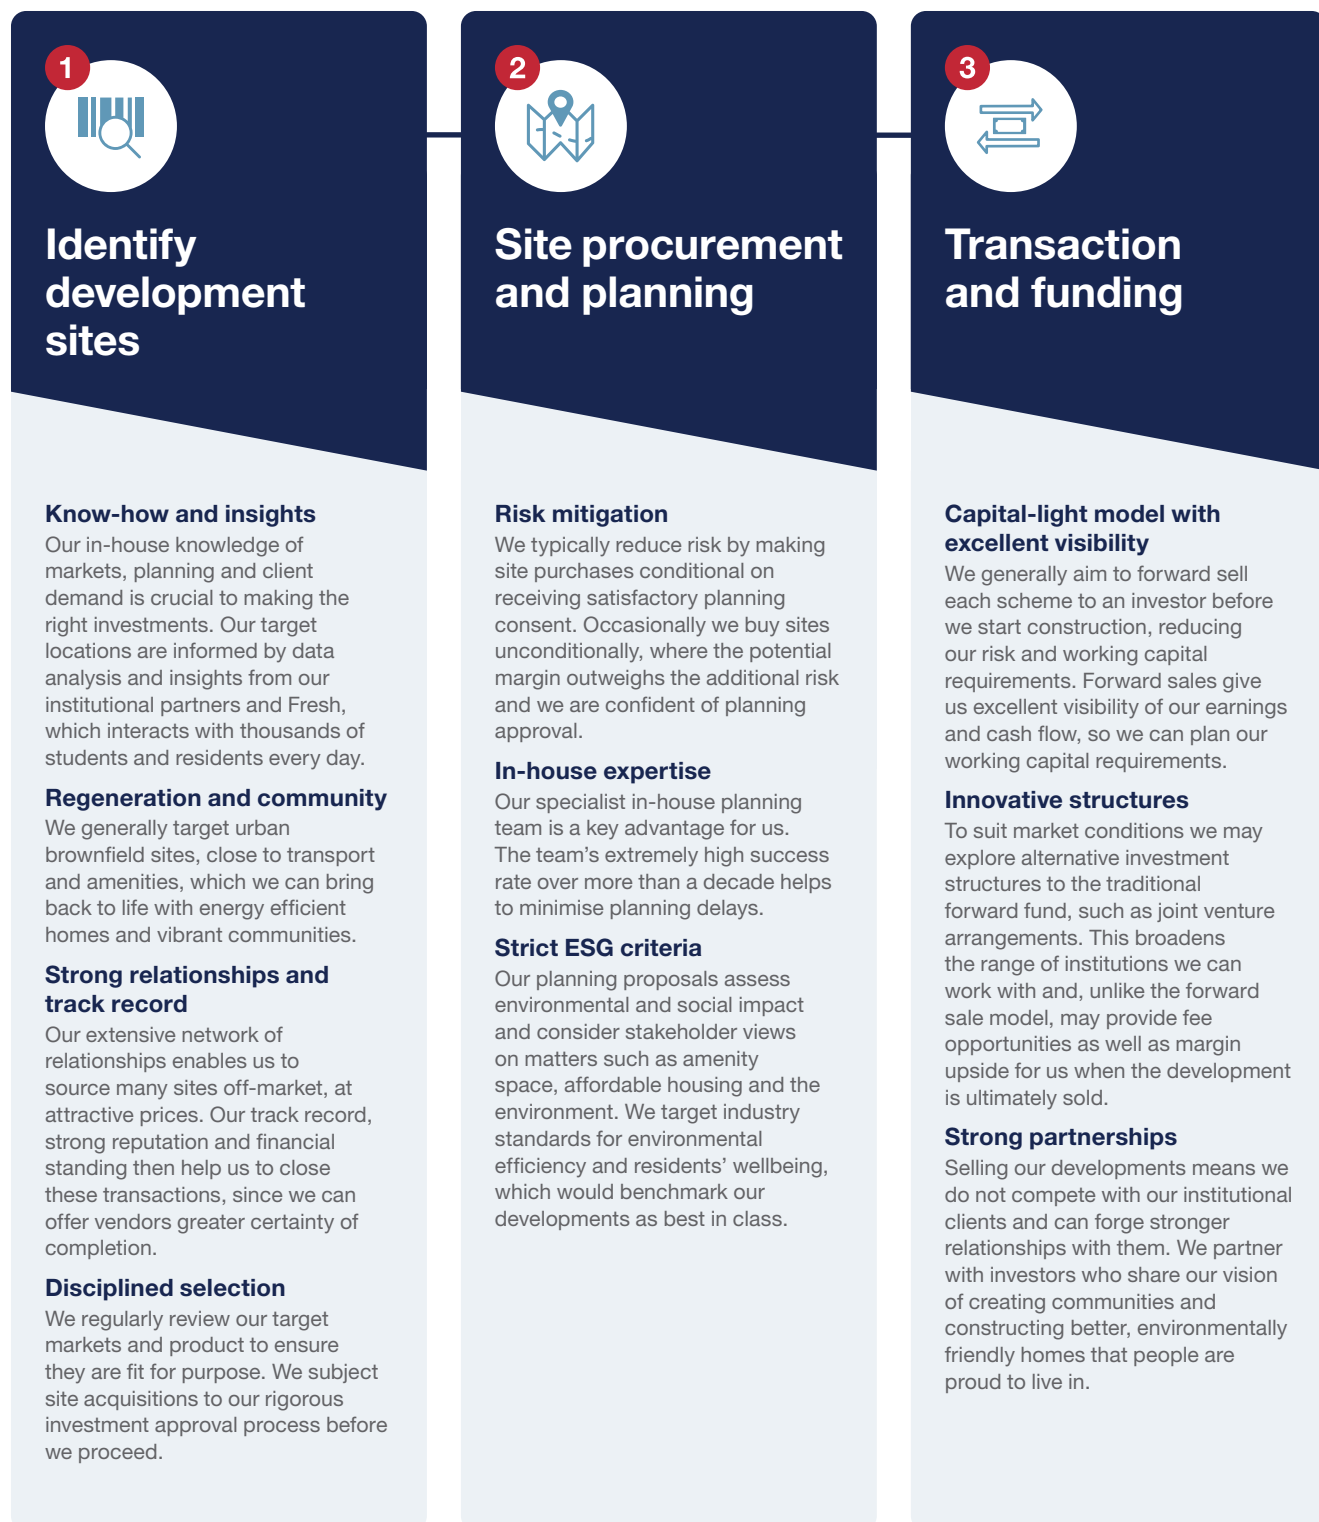 1
Identify
development
sites
Know-how and insights
Our in-house knowledge of
markets, planning and client
demand is crucial to making the
right investments. Our target
locations are informed by data
analysis and insights from our
institutional partners and Fresh,
which interacts with thousands of
students and residents every day.
Regeneration and community
We generally target urban
brownfield sites, close to transport
and amenities, which we can bring
back to life with energy efficient
homes and vibrant communities.
Strong relationships and
track record
Our extensive network of
relationships enables us to
source many sites off-market, at
attractive prices. Our track record,
strong reputation and financial
standing then help us to close
these transactions, since we can
offer vendors greater certainty of
completion.
Disciplined selection
We regularly review our target
markets and product to ensure
they are fit for purpose. We subject
site acquisitions to our rigorous
investment approval process before
we proceed.
2
Site procurement
and planning
Risk mitigation
We typically reduce risk by making
site purchases conditional on
receiving satisfactory planning
consent. Occasionally we buy sites
unconditionally, where the potential
margin outweighs the additional risk
and we are confident of planning
approval.
In-house expertise
Our specialist in-house planning
team is a key advantage for us.
The team’s extremely high success
rate over more than a decade helps
to minimise planning delays.
Strict ESG criteria
Our planning proposals assess
environmental and social impact
and consider stakeholder views
on matters such as amenity
space, affordable housing and the
environment. We target industry
standards for environmental
efficiency and residents’ wellbeing,
which would benchmark our
developments as best in class.
3
Transaction
and funding
Capital-light model with
excellent visibility
We generally aim to forward sell
each scheme to an investor before
we start construction, reducing
our risk and working capital
requirements. Forward sales give
us excellent visibility of our earnings
and cash flow, so we can plan our
working capital requirements.
Innovative structures
To suit market conditions we may
explore alternative investment
structures to the traditional
forward fund, such as joint venture
arrangements. This broadens
the range of institutions we can
work with and, unlike the forward
sale model, may provide fee
opportunities as well as margin
upside for us when the development
is ultimately sold.
Strong partnerships
Selling our developments means we
do not compete with our institutional
clients and can forge stronger
relationships with them. We partner
with investors who share our vision
of creating communities and
constructing better, environmentally
friendly homes that people are
proud to live in.